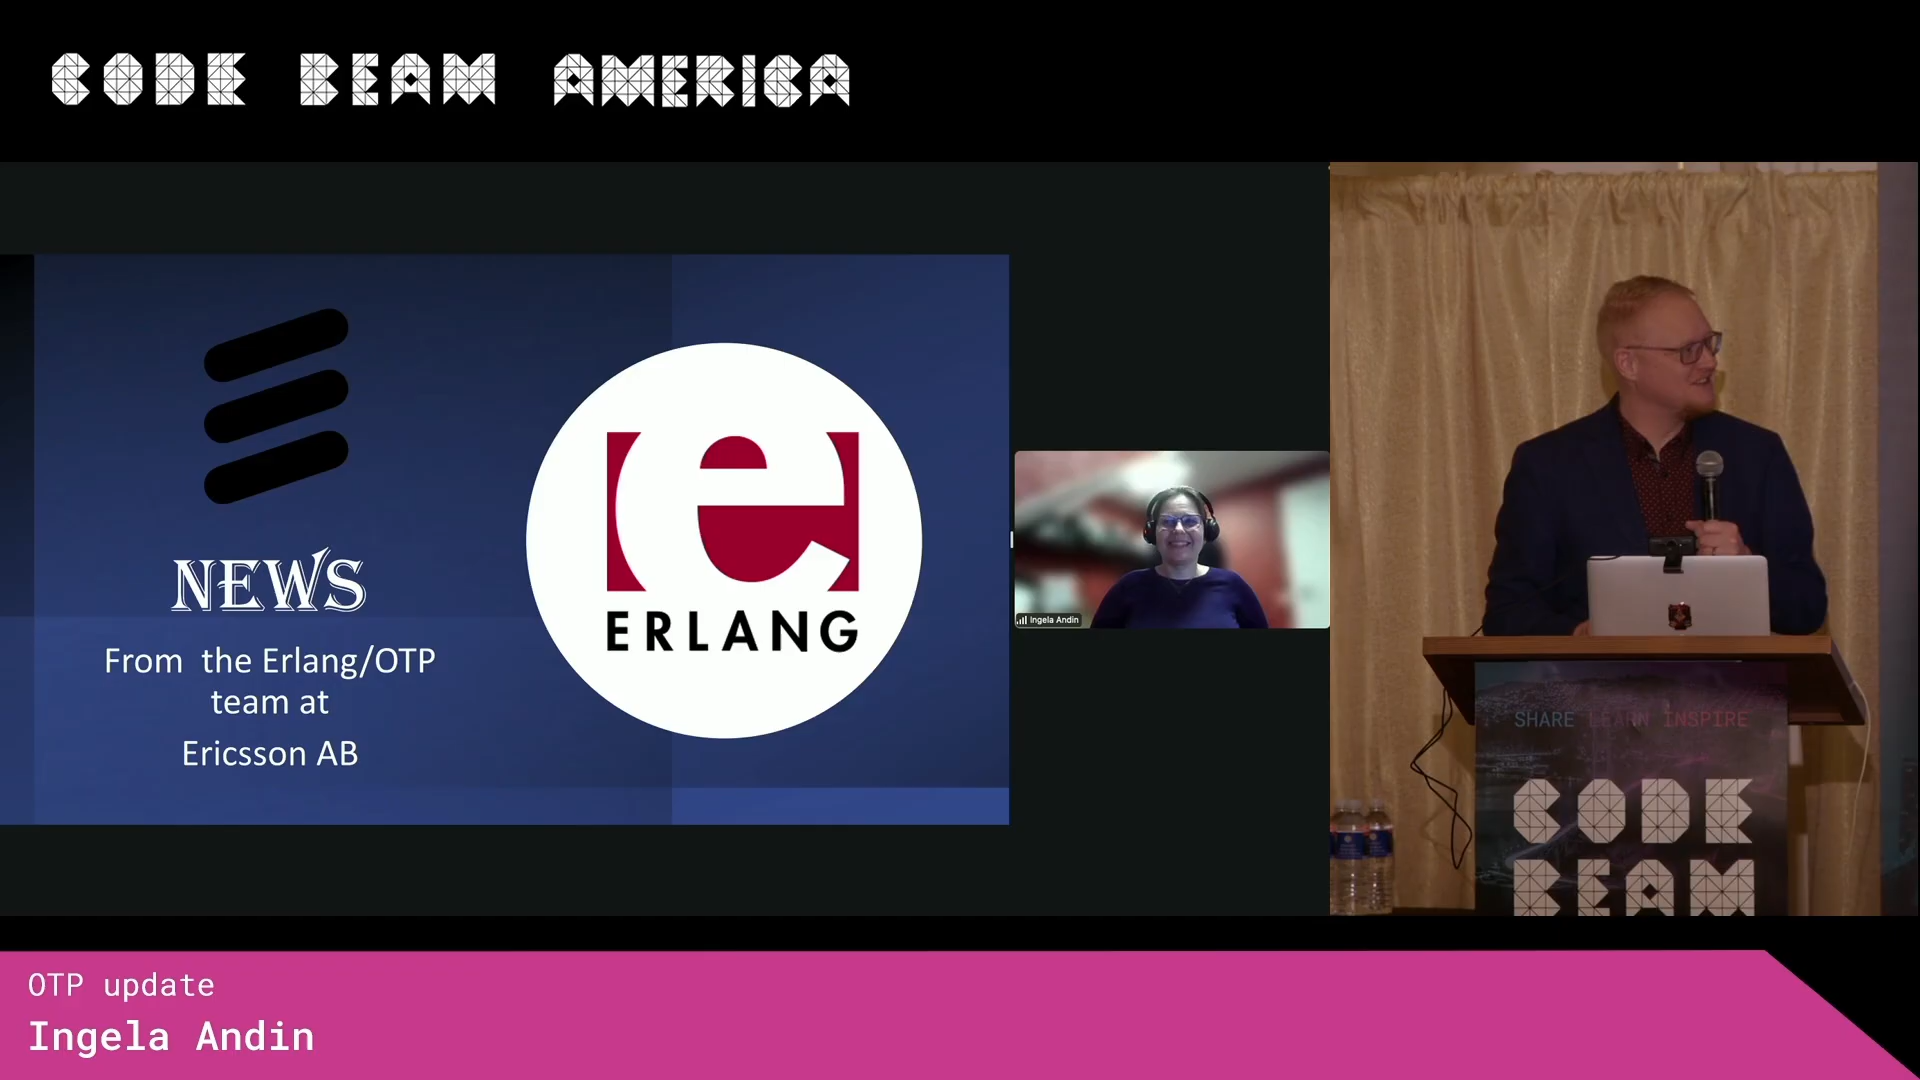 CODE BEAM AMERICA
NEWS
From the Erlang/OTP
team at
Ericsson AB
e
ERLANG
Ingela Andin
SHARE LEARN INSPIRE
CODE
BEAM
OTP update
Ingela Andin